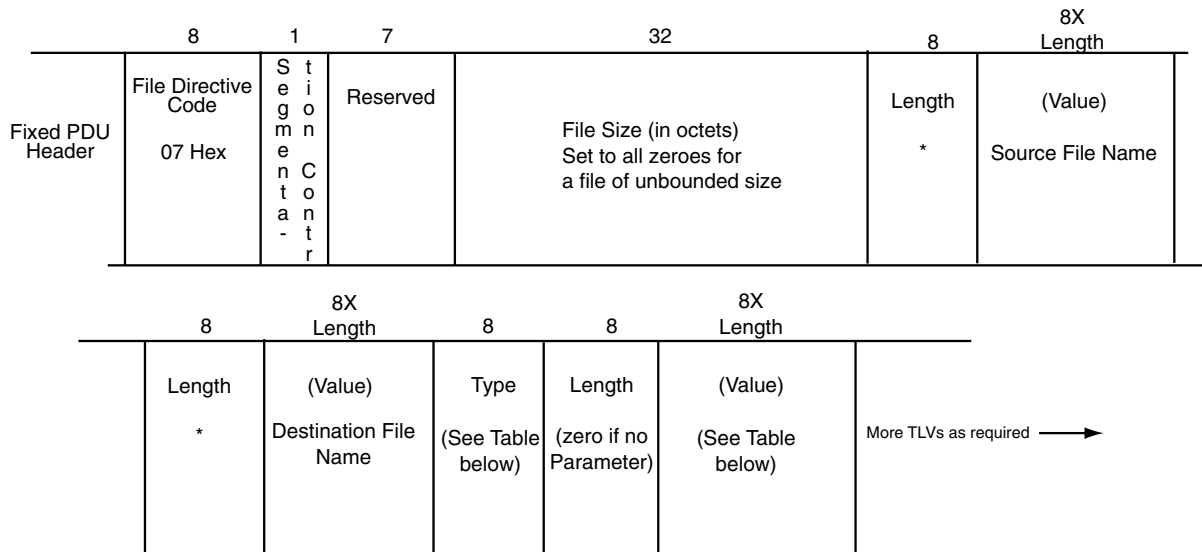 8 1 7 32 8 8X Length
Fixed PDU Header
File Directive Code
07 Hex
Segmenta-
tion Contr
Reserved
File Size (in octets)
Set to all zeroes for
a file of unbounded size
Length
*
(Value)
Source File Name
8 8X Length 8 8 8X Length
Length
*
(Value)
Destination File
Name
Type
(See Table
below)
Length
(zero if no
Parameter)
(Value)
(See Table
below)
More TLVs as required